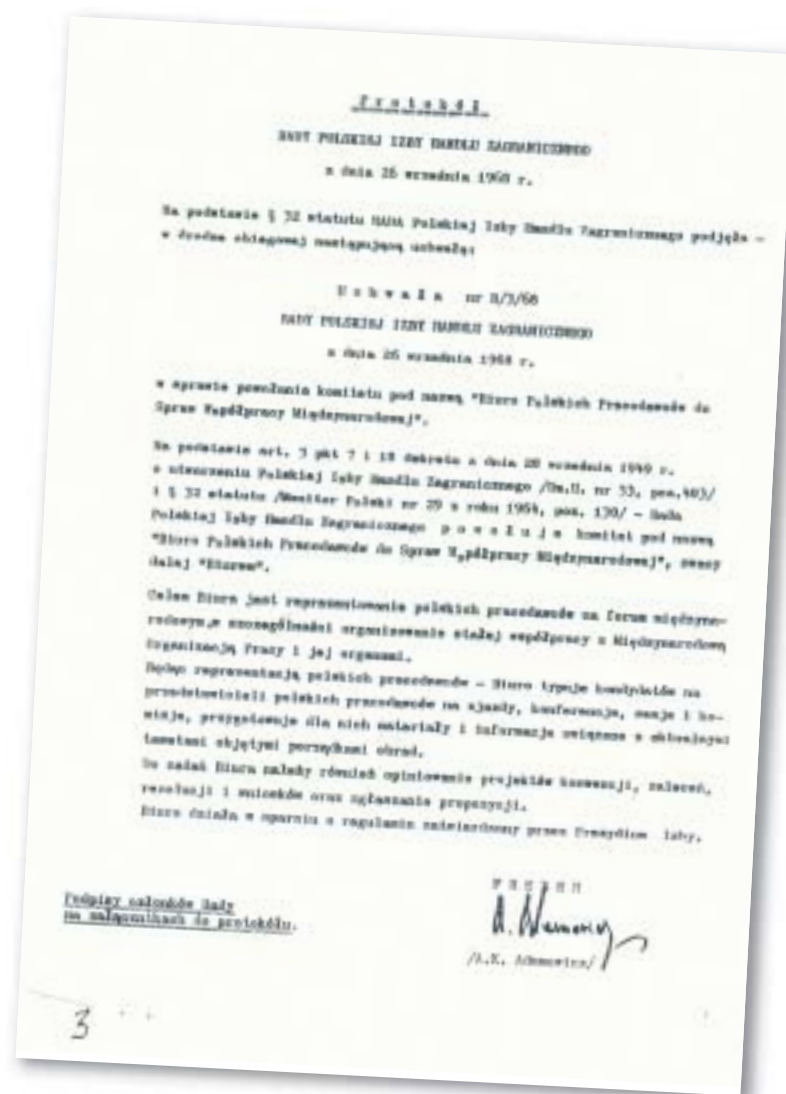 P r o t o k ó ł
RADY POLSKIEJ IZBY HANDLU ZAGRANICZNEGO
z dnia 26 września 1968 r.
Na podstawie § 32 statutu RADA Polskiej Izby Handlu Zagranicznego podjęła –
w drodze obiegowej następującą uchwałę:
U c h w a ł a nr II/3/68
RADY POLSKIEJ IZBY HANDLU ZAGRANICZNEGO
z dnia 26 września 1968 r.
w sprawie powołania komitetu pod nazwą "Biuro Polskich Pracodawców do
Spraw Współpracy Międzynarodowej".
Na podstawie art. 3 pkt 7 i 18 dekretu z dnia 28 września 1949 r.
o utworzeniu Polskiej Izby Handlu Zagranicznego /Dz.U. nr 53, poz.403/
i § 32 statutu /Monitor Polski nr 29 z roku 1964, poz. 130/ – Rada
Polskiej Izby Handlu Zagranicznego p o w o ł u j e komitet pod nazwą
"Biuro Polskich Pracodawców do Spraw Współpracy Międzynarodowej", zwany
dalej "Biurem".
Celem Biura jest reprezentowanie polskich pracodawców na forum międzyna-
rodowym,w szczególności organizowanie stałej współpracy z Międzynarodową
Organizacją Pracy i jej organami.
Będąc reprezentacją polskich pracodawców – Biuro typuje kandydatów na
przedstawicieli polskich pracodawców na zjazdy, konferencje, sesje i ko-
misje, przygotowuje dla nich materiały i informacje związane z aktualnymi
tematami objętymi porządkami obrad.
Do zadań Biura należy również opiniowanie projektów konwencji, zaleceń,
rezolucji i wniosków oraz zgłaszanie propozycji.
Biuro działa w oparciu o regulamin zatwierdzony przez Prezydium Izby.
P R E Z E S
Podpisy członków Rady
na załącznikach do protokółu.
/A.K. Adamowicz/
3